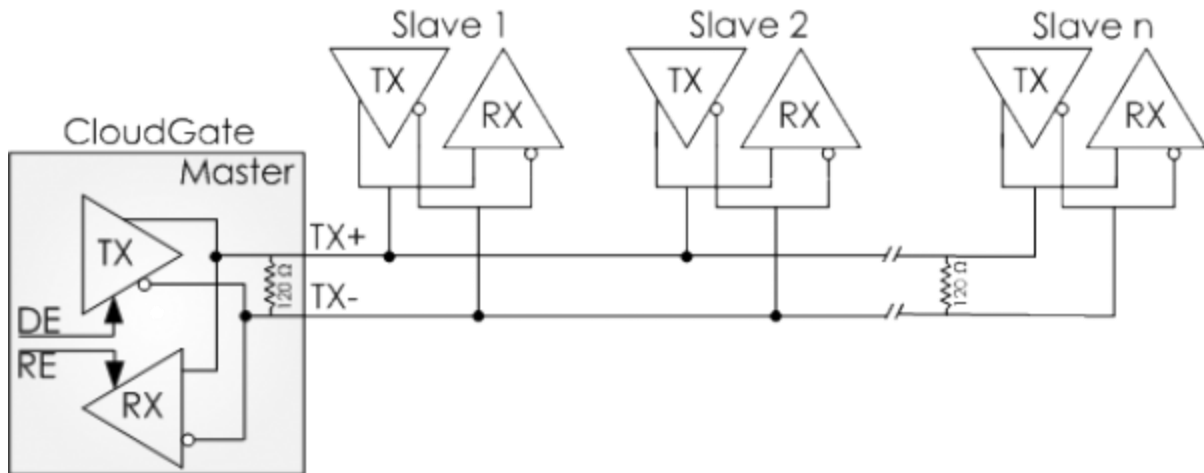 Slave 1
Slave 2
Slave n
TX
RX
TX
RX
TX
RX
CloudGate
Master
TX
TX+
120 Ω
120 Ω
TX-
DE
RE
RX